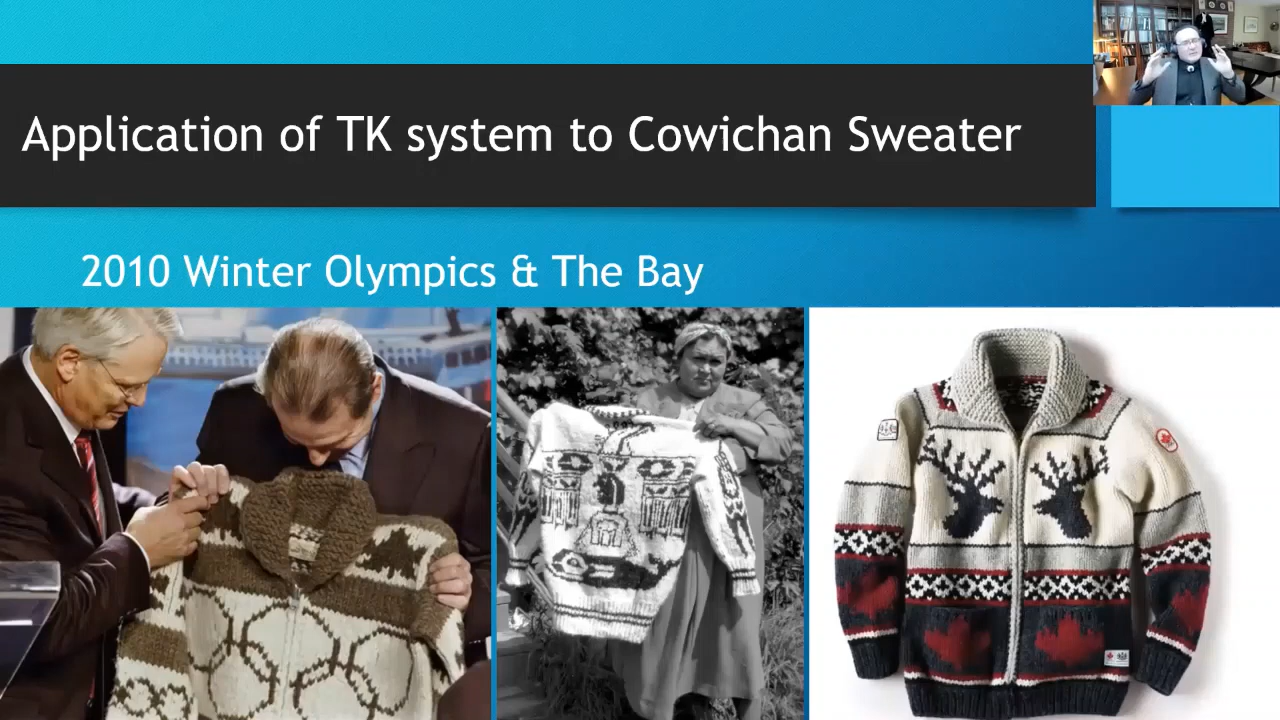 Application of TK system to Cowichan Sweater
2010 Winter Olympics & The Bay